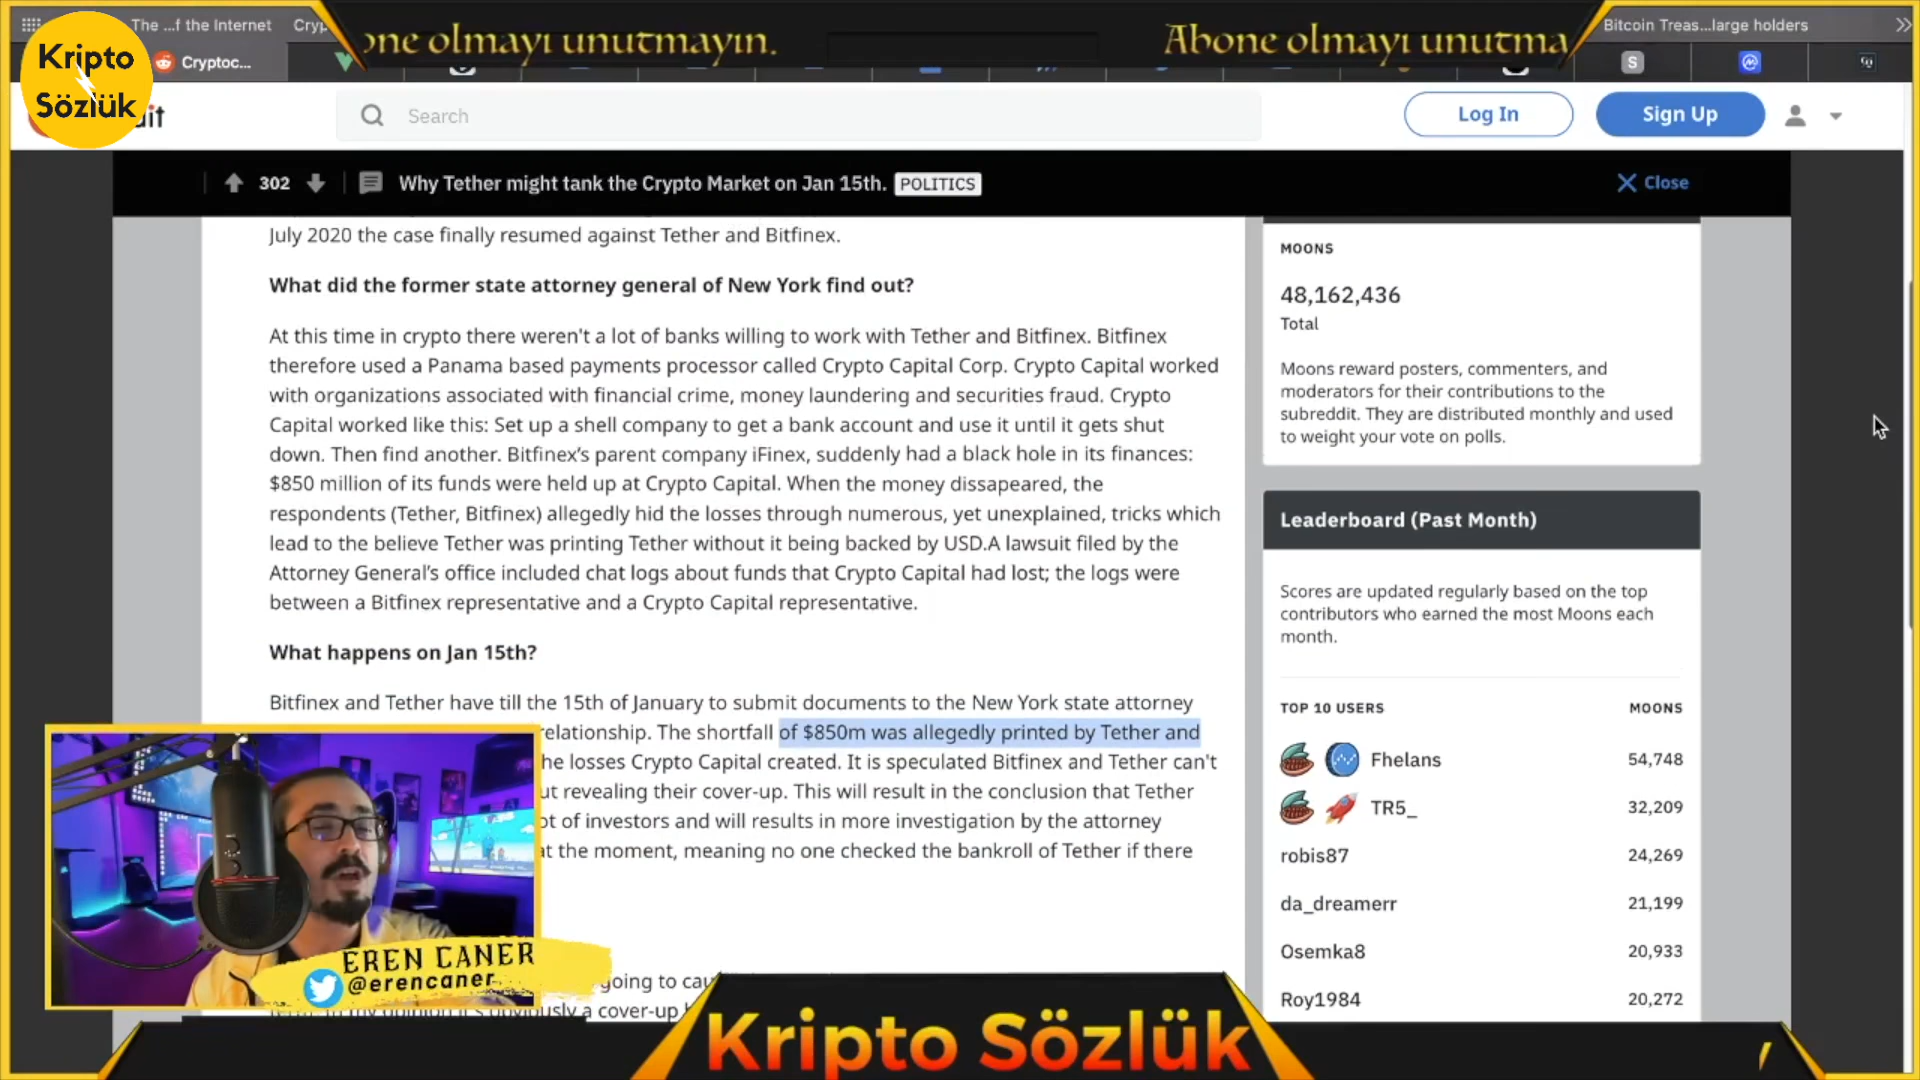 The ...f the Internet
Bitcoin Treas...large holders
one olmayı unutmayın.
Abone olmayı unutma
Kripto
Sözlük
Cryptoc...
Search
Log In
Sign Up
302
Why Tether might tank the Crypto Market on Jan 15th.
POLITICS
Close
July 2020 the case finally resumed against Tether and Bitfinex.
What did the former state attorney general of New York find out?
At this time in crypto there weren't a lot of banks willing to work with Tether and Bitfinex. Bitfinex
therefore used a Panama based payments processor called Crypto Capital Corp. Crypto Capital worked
with organizations associated with financial crime, money laundering and securities fraud. Crypto
Capital worked like this: Set up a shell company to get a bank account and use it until it gets shut
down. Then find another. Bitfinex’s parent company iFinex, suddenly had a black hole in its finances:
$850 million of its funds were held up at Crypto Capital. When the money dissapeared, the
respondents (Tether, Bitfinex) allegedly hid the losses through numerous, yet unexplained, tricks which
lead to the believe Tether was printing Tether without it being backed by USD.A lawsuit filed by the
Attorney General’s office included chat logs about funds that Crypto Capital had lost; the logs were
between a Bitfinex representative and a Crypto Capital representative.
What happens on Jan 15th?
Bitfinex and Tether have till the 15th of January to submit documents to the New York state attorney
relationship. The shortfall of $850m was allegedly printed by Tether and
he losses Crypto Capital created. It is speculated Bitfinex and Tether can't
ut revealing their cover-up. This will result in the conclusion that Tether
ot of investors and will results in more investigation by the attorney
at the moment, meaning no one checked the bankroll of Tether if there
going to cau
a cover-up
MOONS
48,162,436
Total
Moons reward posters, commenters, and
moderators for their contributions to the
subreddit. They are distributed monthly and used
to weight your vote on polls.
Leaderboard (Past Month)
Scores are updated regularly based on the top
contributors who earned the most Moons each
month.
TOP 10 USERS MOONS
Fhelans 54,748
TR5_ 32,209
robis87 24,269
da_dreamerr 21,199
Osemka8 20,933
Roy1984 20,272
EREN CANER
@erencaner
Kripto Sözlük